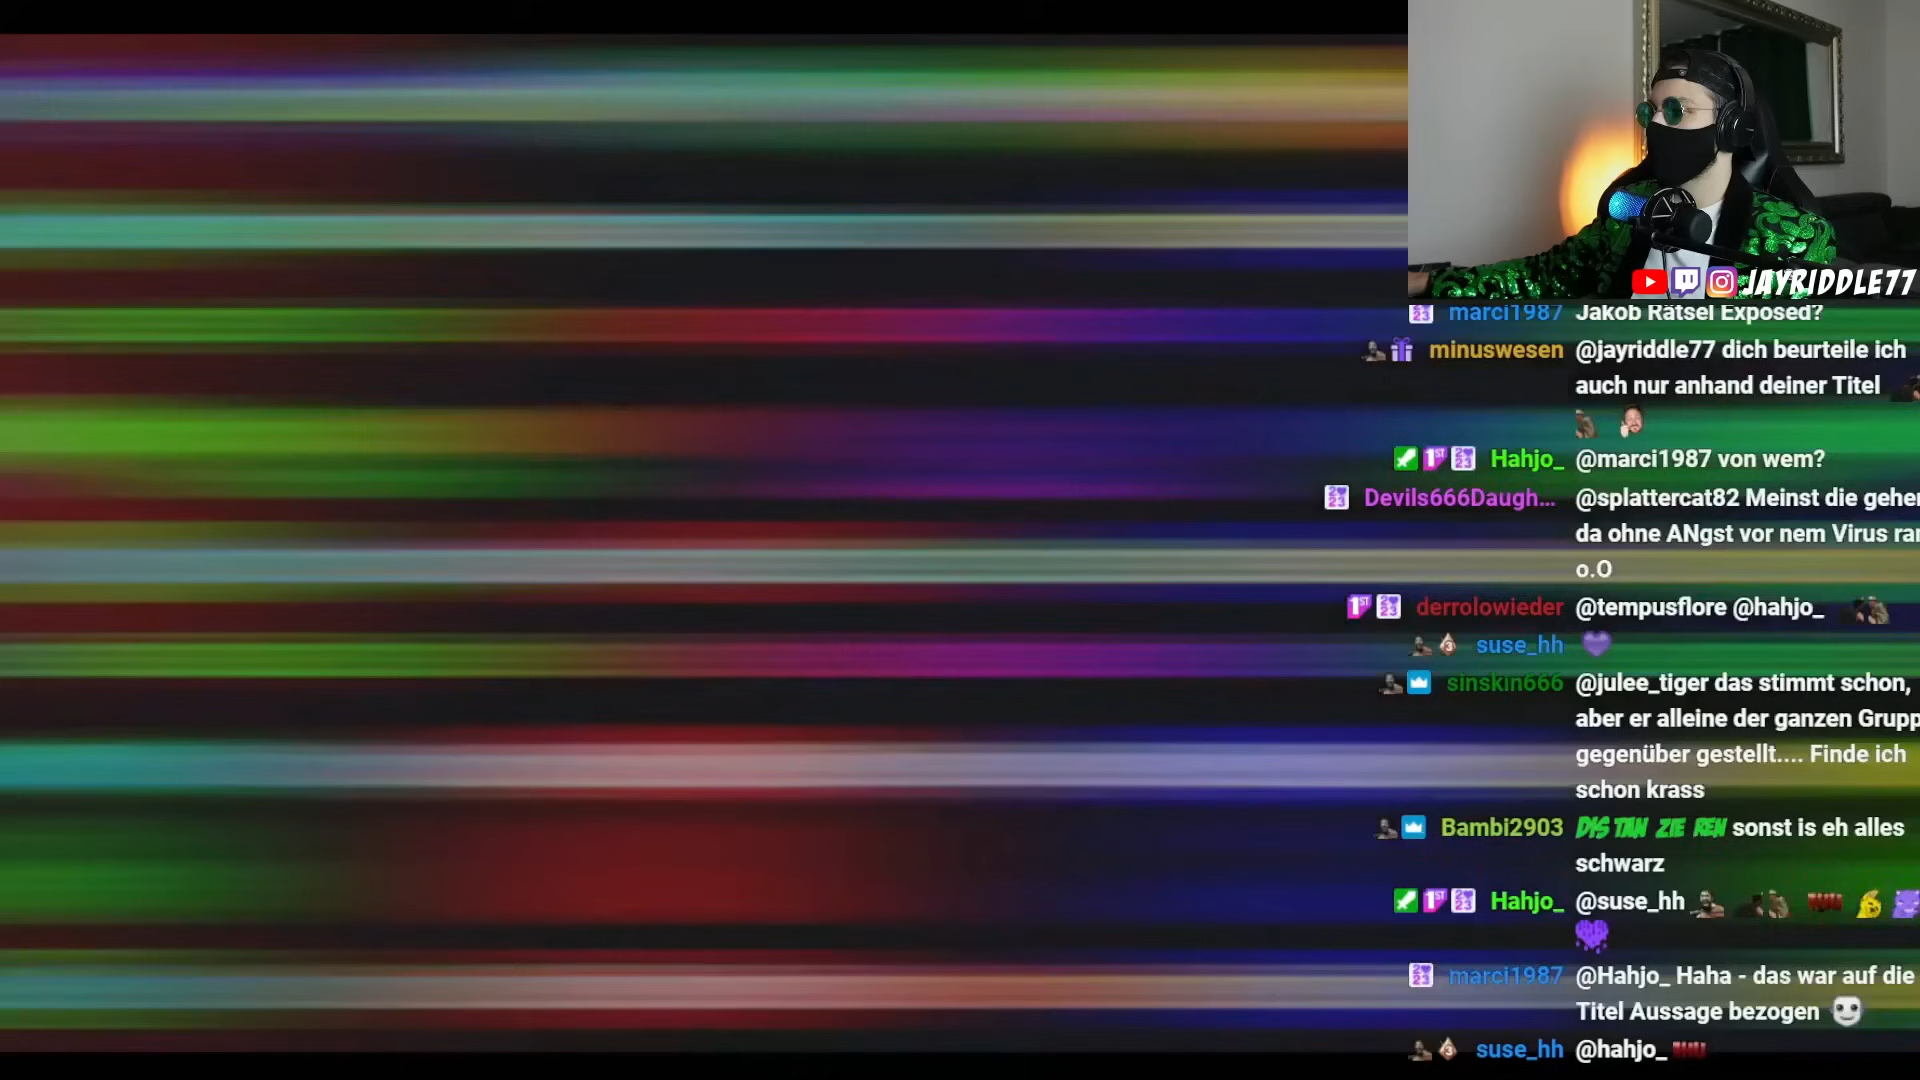 JAYRIDDLE77
marci1987 Jakob Rätsel Exposed?
minuswesen @jayriddle77 dich beurteile ich
auch nur anhand deiner Titel
Hahjo_ @marci1987 von wem?
Devils666Daugh... @splattercat82 Meinst die gehen
da ohne ANgst vor nem Virus ran
o.O
derrolowieder @tempusflore @hahjo_
suse_hh
sinskin666 @julee_tiger das stimmt schon,
aber er alleine der ganzen Grupp
gegenüber gestellt.... Finde ich
schon krass
Bambi2903 DIS TAN ZIE REN sonst is eh alles
schwarz
Hahjo_ @suse_hh
marci1987 @Hahjo_ Haha - das war auf die
Titel Aussage bezogen
suse_hh @hahjo_